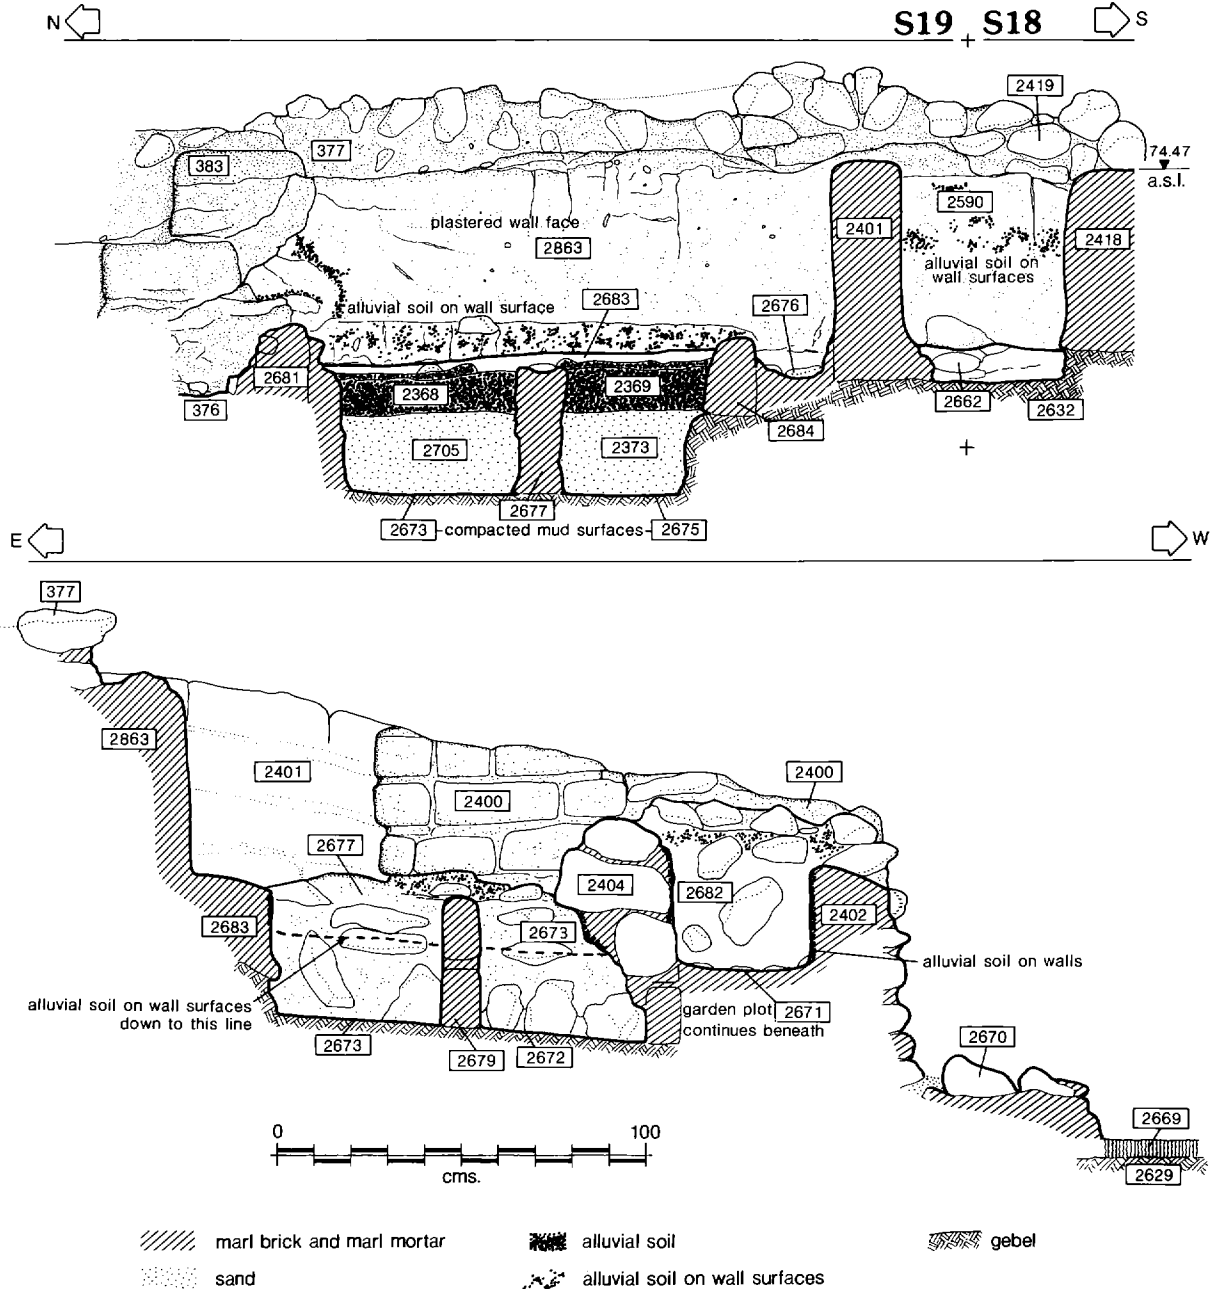 N S19 + S18 S
2419
377
383
74.47
a.s.l.
2590
plastered wall face
2401
2418
2863
alluvial soil on
wall surfaces
2683
2676
alluvial soil on wall surface
2681
2368
2369
376
2662
2632
2684
2705
2373
+
2677
2673 compacted mud surfaces 2675
E W
377
2863
2401
2400
2400
2677
2404
2682
2402
2683
2673
alluvial soil on walls
alluvial soil on wall surfaces
down to this line
garden plot 2671
continues beneath
2673
2679
2672
2670
0 100
cms.
2669
2629
marl brick and marl mortar
alluvial soil
gebel
sand
alluvial soil on wall surfaces